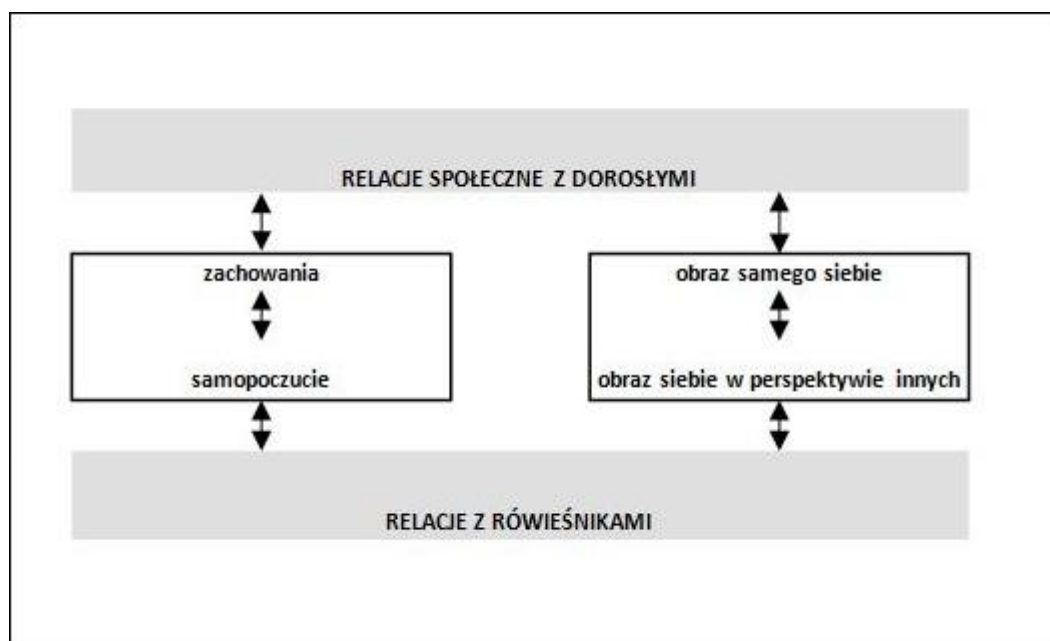 RELACJE SPOŁECZNE Z DOROSŁYMI
zachowania
samopoczucie
obraz samego siebie
obraz siebie w perspektywie innych
RELACJE Z RÓWIEŚNIKAMI